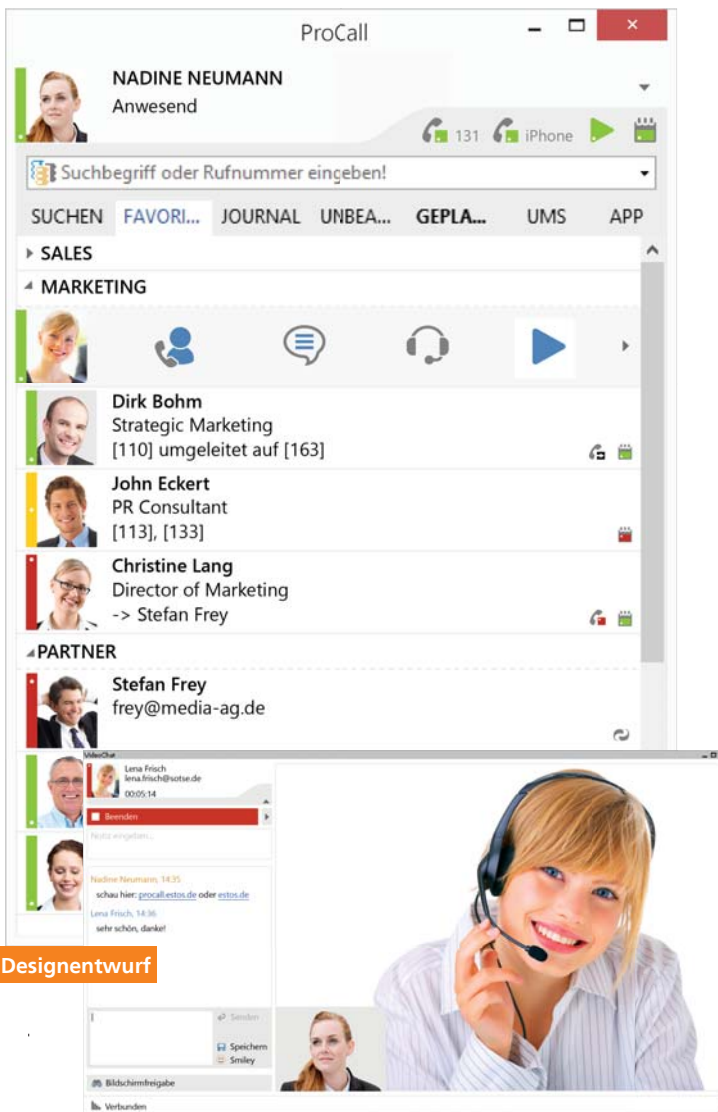 ProCall
NADINE NEUMANN
Anwesend
131 iPhone
Suchbegriff oder Rufnummer eingeben!
SUCHEN FAVORI... JOURNAL UNBEA... GEPLA... UMS APP
SALES
MARKETING
Dirk Bohm
Strategic Marketing
[110] umgeleitet auf [163]
John Eckert
PR Consultant
[113], [133]
Christine Lang
Director of Marketing
-> Stefan Frey
PARTNER
Stefan Frey
frey@media-ag.de
VideoChat
Lena Frisch
lena.frisch@sotse.de
00:05:14
Beenden
Notiz eingeben...
Nadine Neumann, 14:35
schau hier: procall.estos.de oder estos.de
Lena Frisch, 14:36
sehr schön, danke!
Designentwurf
Senden
Speichern
Smiley
Bildschirmfreigabe
Verbunden